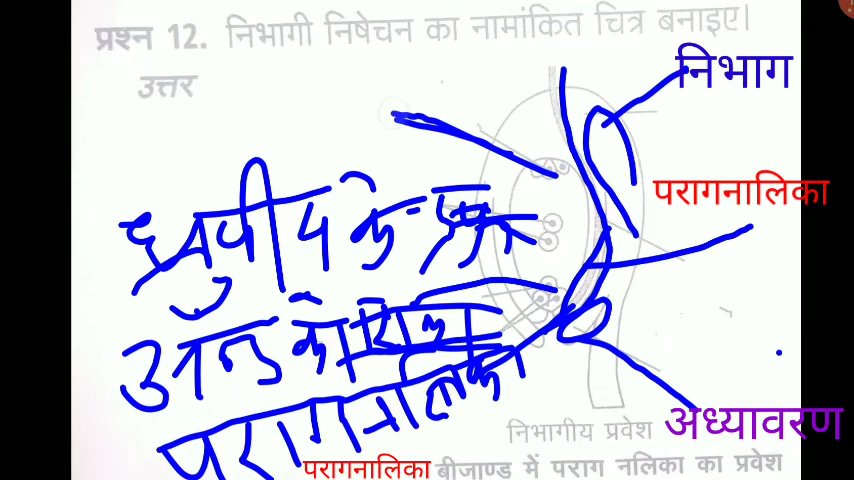 प्रश्न 12. निभागी निषेचन का नामांकित चित्र बनाइए।
उत्तर
निभाग
परागनालिका
ध्रुवीय केन्द्रक
अण्ड कोशिका
परागनालिका
अध्यावरण
निभागीय प्रवेश
परागनालिका
बीजाण्ड में पराग नलिका का प्रवेश